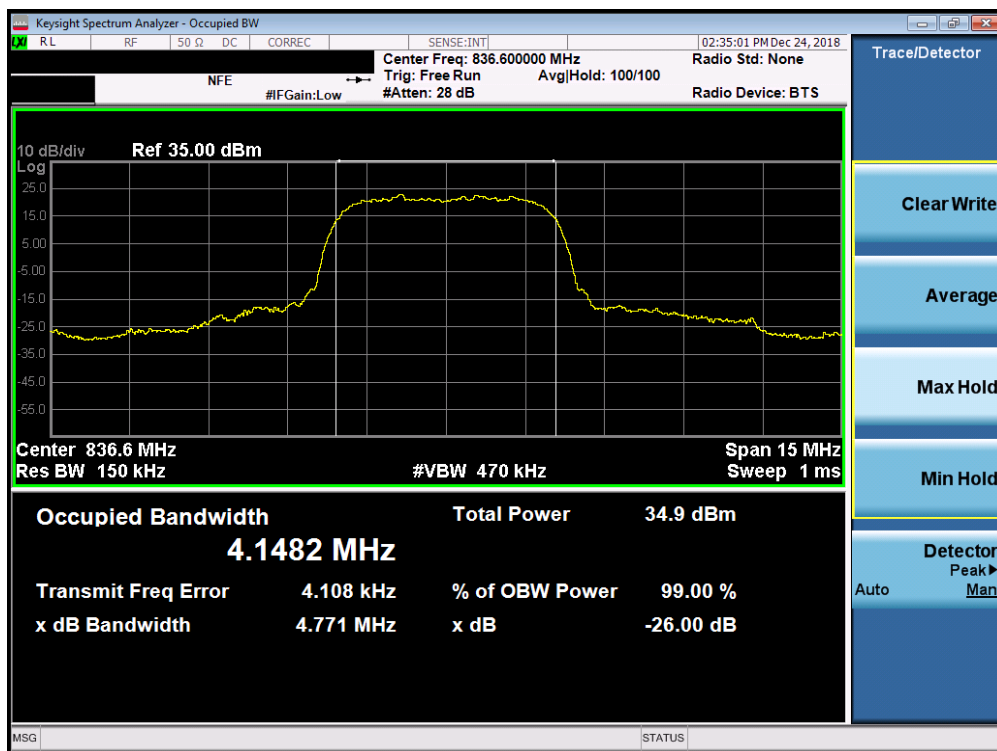 Keysight Spectrum Analyzer - Occupied BW
LXI RL RF 50 Ω DC CORREC SENSE:INT 02:35:01 PM Dec 24, 2018
Center Freq: 836.600000 MHz Radio Std: None
NFE Trig: Free Run Avg|Hold: 100/100
#IFGain:Low #Atten: 28 dB Radio Device: BTS
Trace/Detector
10 dB/div Ref 35.00 dBm
Log
25.0
15.0
5.00
-5.00
-15.0
-25.0
-35.0
-45.0
-55.0
Center 836.6 MHz Span 15 MHz
Res BW 150 kHz #VBW 470 kHz Sweep 1 ms
Occupied Bandwidth Total Power 34.9 dBm
4.1482 MHz
Transmit Freq Error 4.108 kHz % of OBW Power 99.00 %
x dB Bandwidth 4.771 MHz x dB -26.00 dB
Clear Write
Average
Max Hold
Min Hold
Detector
Peak▶
Auto Man
MSG STATUS